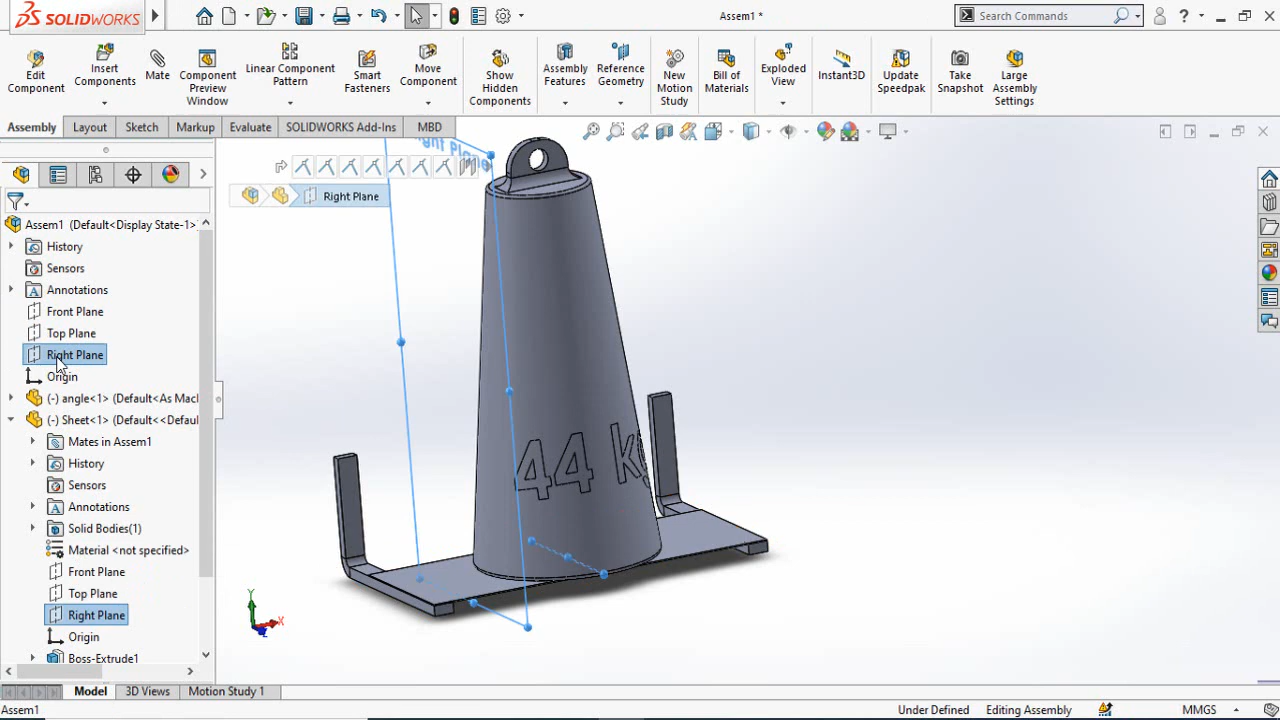 SOLIDWORKS
Assem1 *
Search Commands
?
Edit Component
Insert Components
Mate
Component Preview Window
Linear Component Pattern
Smart Fasteners
Move Component
Show Hidden Components
Assembly Features
Reference Geometry
New Motion Study
Bill of Materials
Exploded View
Instant3D
Update Speedpak
Take Snapshot
Large Assembly Settings
Assembly
Layout
Sketch
Markup
Evaluate
SOLIDWORKS Add-Ins
MBD
Right Plane
Assem1 (Default<Display State-1>
History
Sensors
Annotations
Front Plane
Top Plane
Right Plane
Origin
(-) angle<1> (Default<As Mac
(-) Sheet<1> (Default<<Defau
Mates in Assem1
History
Sensors
Annotations
Solid Bodies(1)
Material <not specified>
Front Plane
Top Plane
Right Plane
Origin
Boss-Extrude1
44 kg
Y
X
Model
3D Views
Motion Study 1
Assem1
Under Defined
Editing Assembly
MMGS